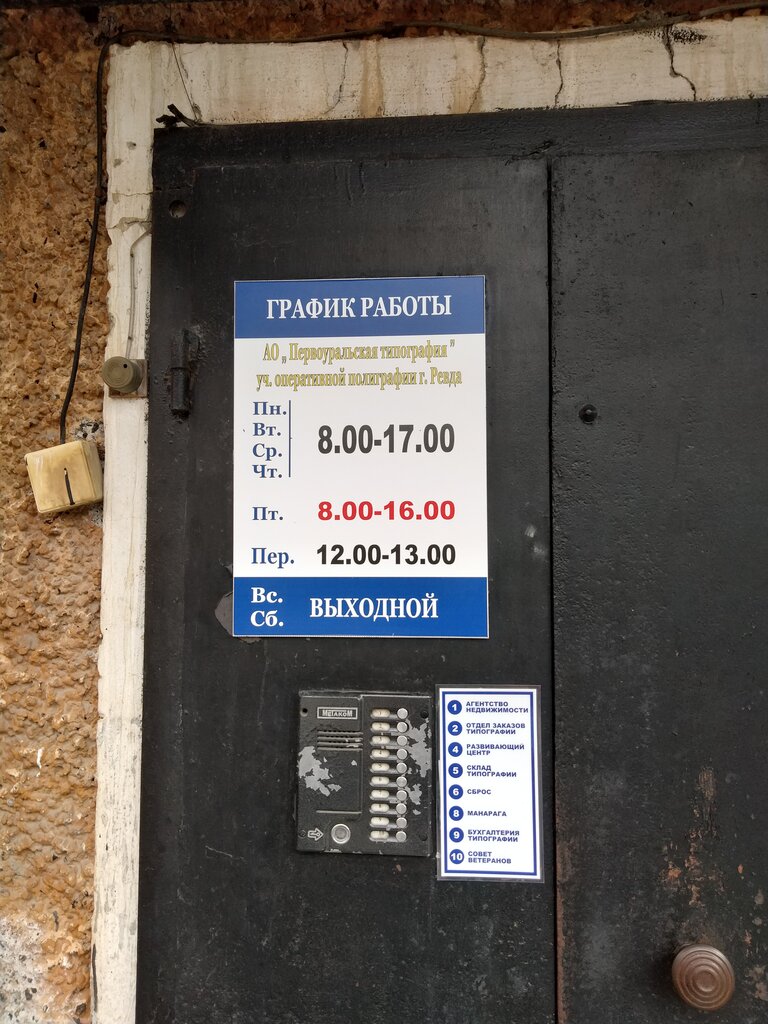 ГРАФИК РАБОТЫ
АО „ Первоуральская типография ”
уч. оперативной полиграфии г. Ревда
Пн.
Вт.
Ср.
Чт.
8.00-17.00
Пт. 8.00-16.00
Пер. 12.00-13.00
Вс.
Сб.
ВЫХОДНОЙ
МЕТАКОМ
1 АГЕНТСТВО
НЕДВИЖИМОСТИ
2 ОТДЕЛ ЗАКАЗОВ
ТИПОГРАФИИ
4 РАЗВИВАЮЩИЙ
ЦЕНТР
5 СКЛАД
ТИПОГРАФИИ
6 СБРОС
8 МАНАРАГА
9 БУХГАЛТЕРИЯ
ТИПОГРАФИИ
10 СОВЕТ
ВЕТЕРАНОВ